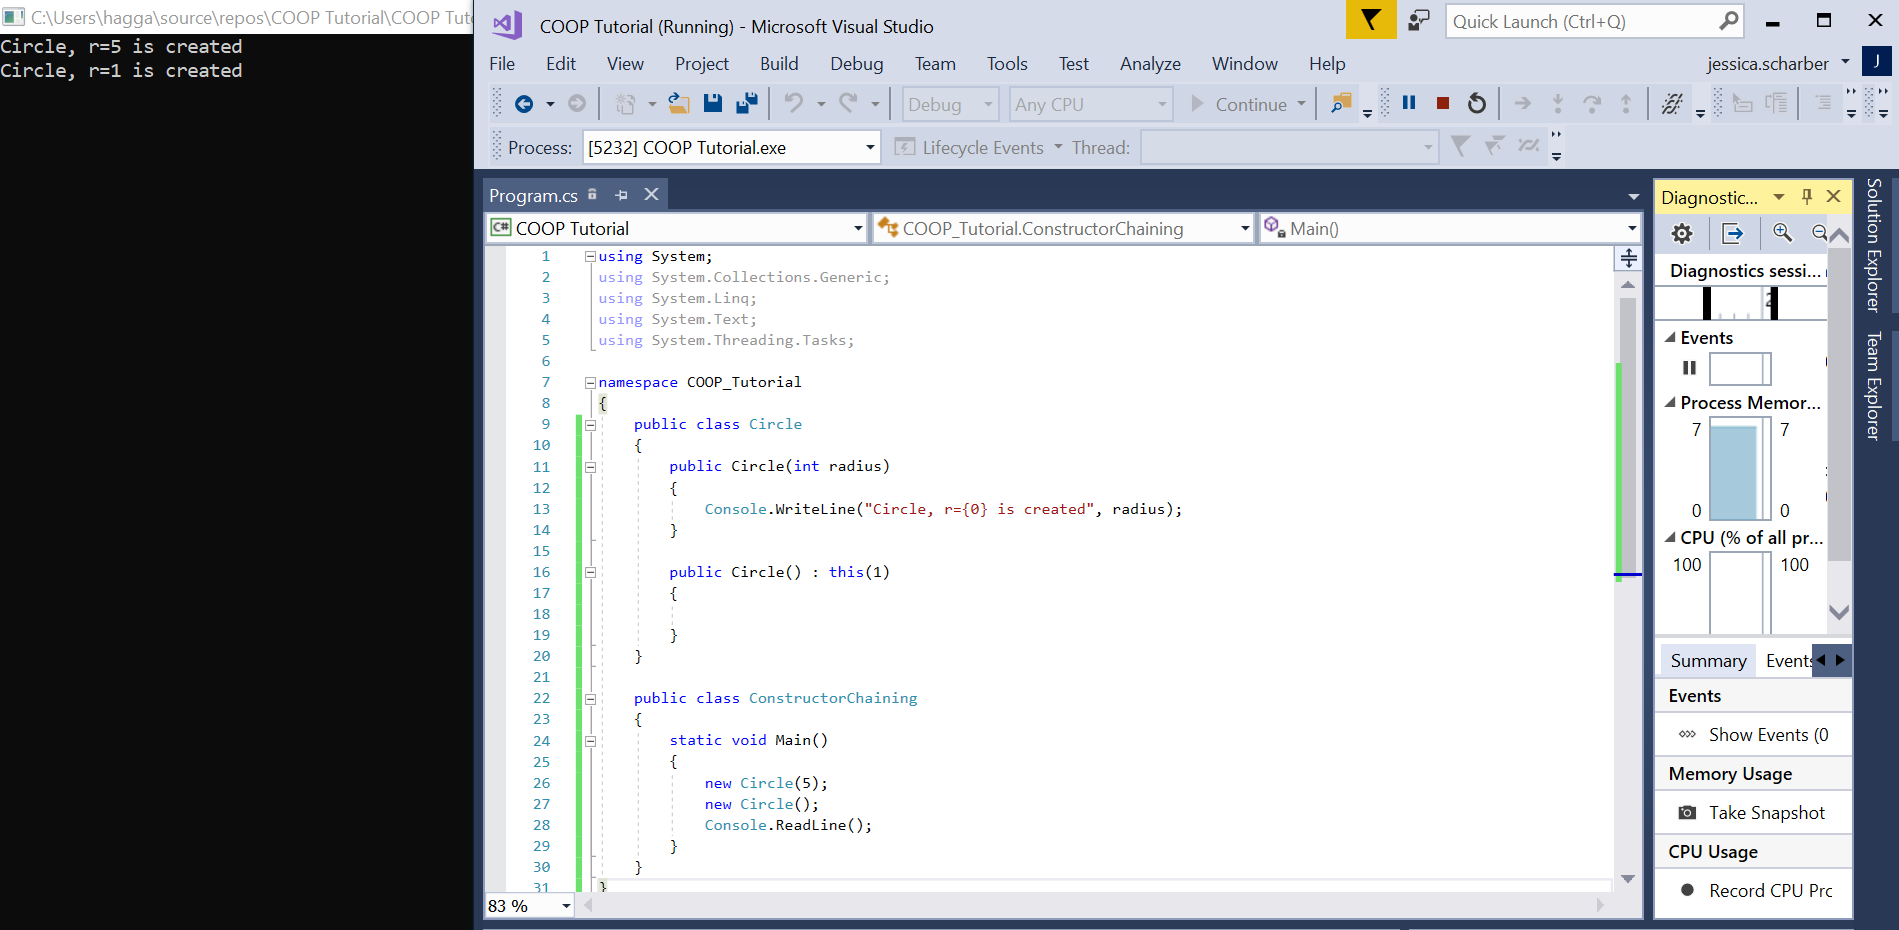 C:\Users\hagga\source\repos\COOP Tutorial\COOP Tut
Circle, r=5 is created
Circle, r=1 is created
COOP Tutorial (Running) - Microsoft Visual Studio
Quick Launch (Ctrl+Q)
File Edit View Project Build Debug Team Tools Test Analyze Window Help
jessica.scharber J
Debug Any CPU Continue
Process: [5232] COOP Tutorial.exe Lifecycle Events Thread:
Program.cs
C# COOP Tutorial COOP_Tutorial.ConstructorChaining Main()
1 using System;
2 using System.Collections.Generic;
3 using System.Linq;
4 using System.Text;
5 using System.Threading.Tasks;
6
7 namespace COOP_Tutorial
8 {
9 public class Circle
10 {
11 public Circle(int radius)
12 {
13 Console.WriteLine("Circle, r={0} is created", radius);
14 }
15
16 public Circle() : this(1)
17 {
18
19 }
20 }
21
22 public class ConstructorChaining
23 {
24 static void Main()
25 {
26 new Circle(5);
27 new Circle();
28 Console.ReadLine();
29 }
30 }
31 }
83 %
Diagnostic...
Diagnostics sessi...
Events
Process Memor...
7 7
0 0
CPU (% of all pr...
100 100
Summary Events
Events
Show Events (0
Memory Usage
Take Snapshot
CPU Usage
Record CPU Prc
Solution Explorer
Team Explorer